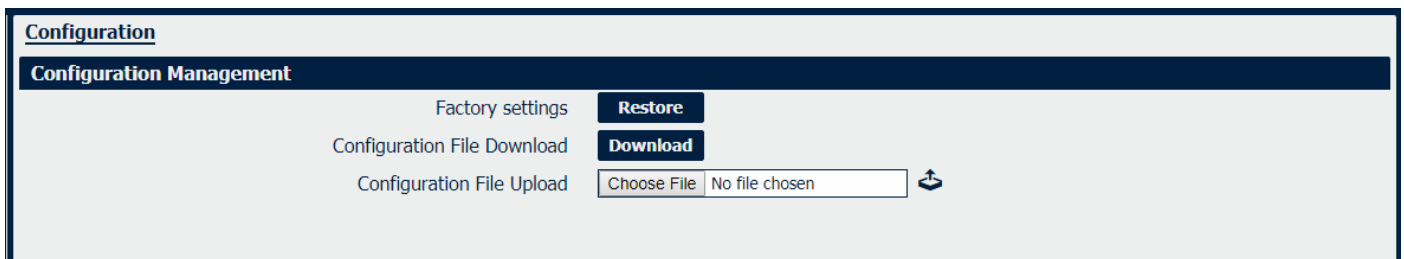 Configuration
Configuration Management
Factory settings Restore
Configuration File Download Download
Configuration File Upload Choose File No file chosen